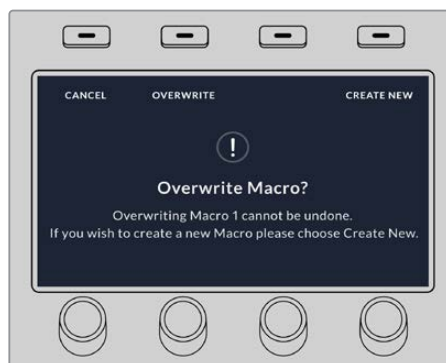 CANCEL OVERWRITE CREATE NEW
!
Overwrite Macro?
Overwriting Macro 1 cannot be undone.
If you wish to create a new Macro please choose Create New.